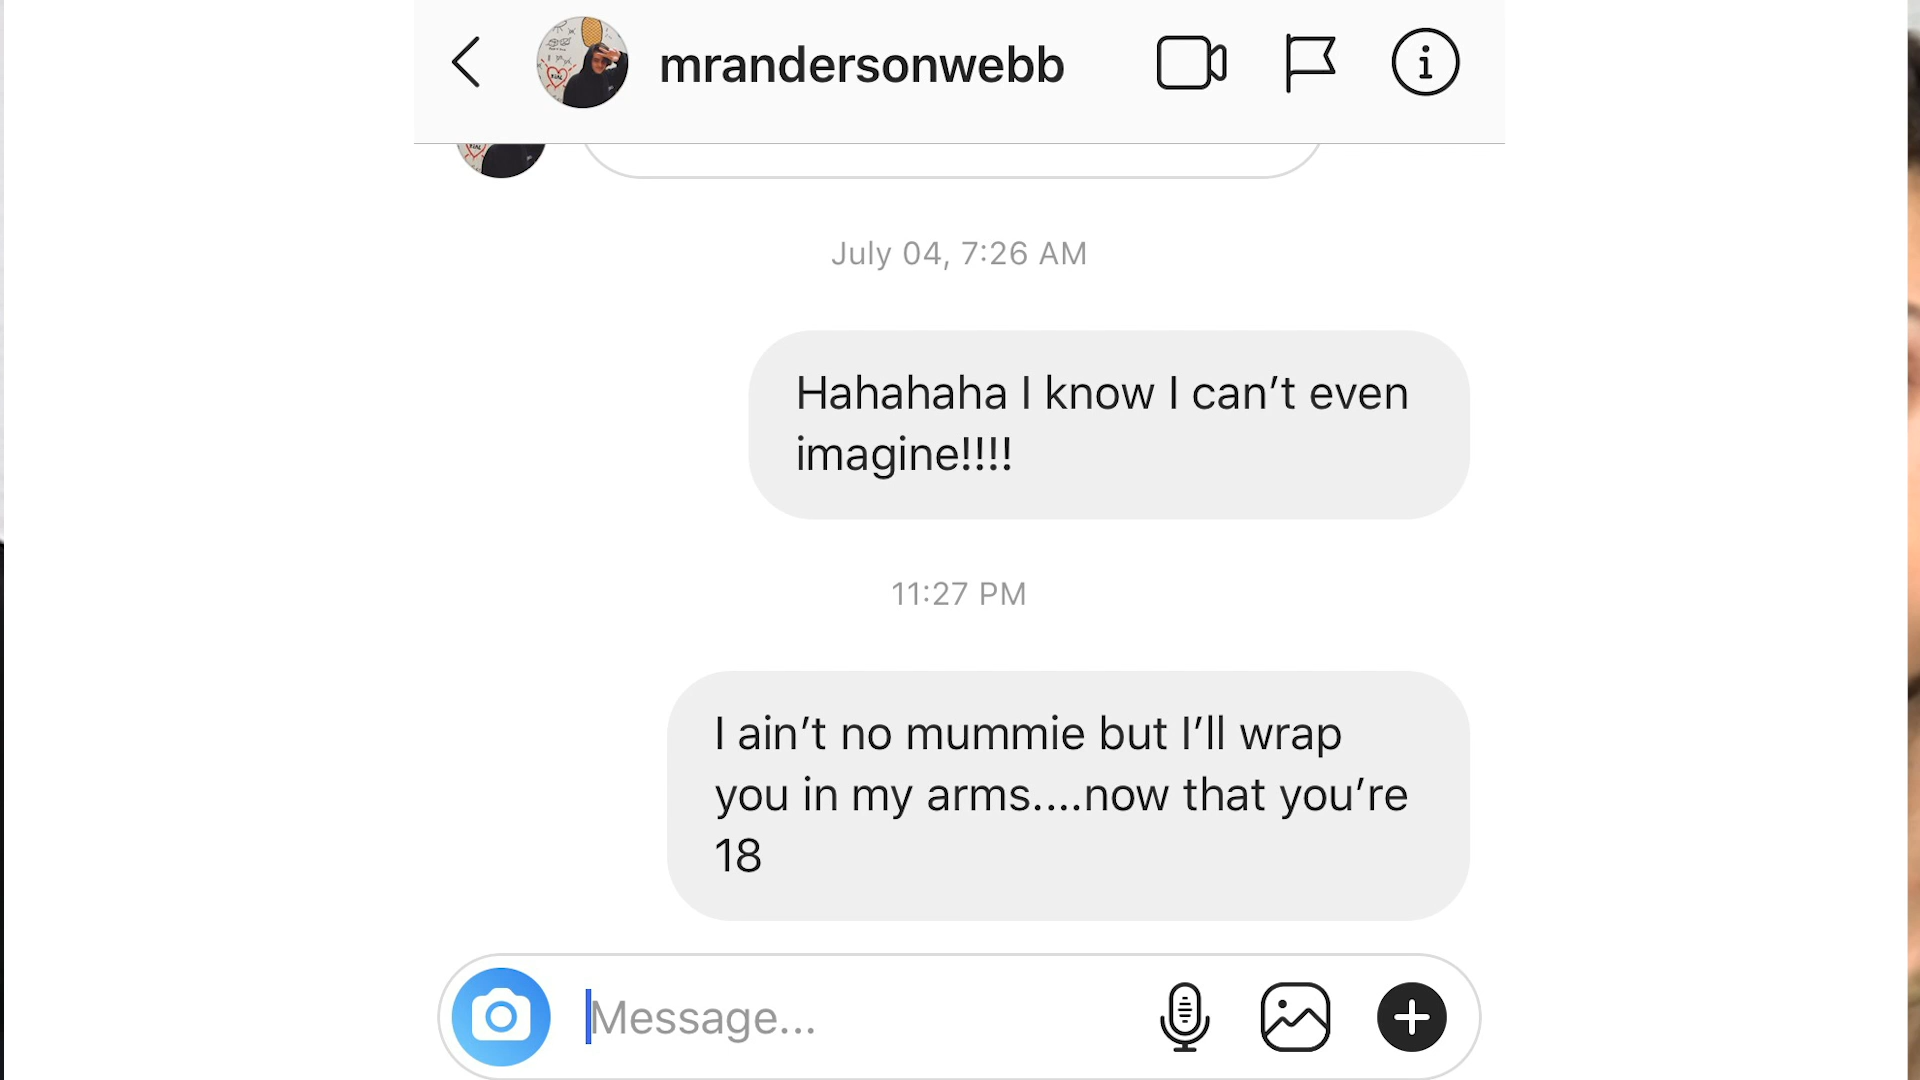 mrandersonwebb
July 04, 7:26 AM
Hahahaha I know I can’t even
imagine!!!!
11:27 PM
I ain’t no mummie but I’ll wrap
you in my arms....now that you’re
18
Message...